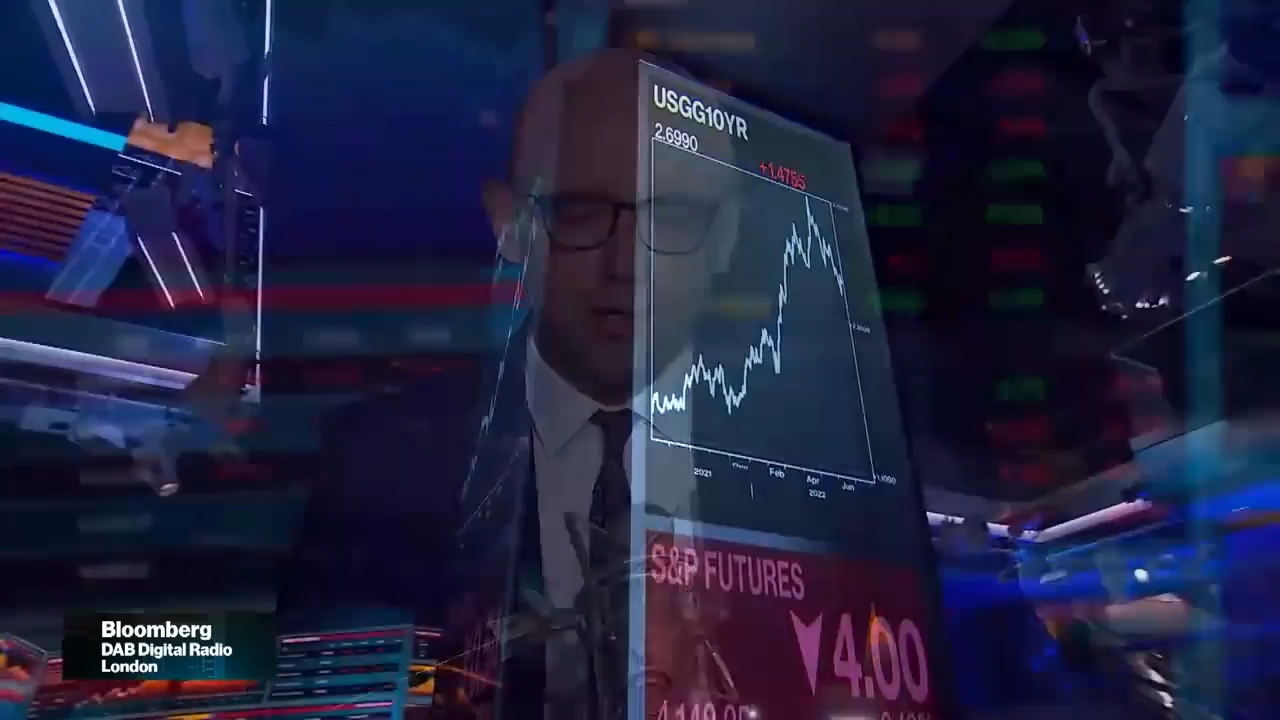 USGG10YR
2.6990
+1.4755
2021
Feb
Apr
Jun
2022
S&P FUTURES
4.00
Bloomberg
DAB Digital Radio
London